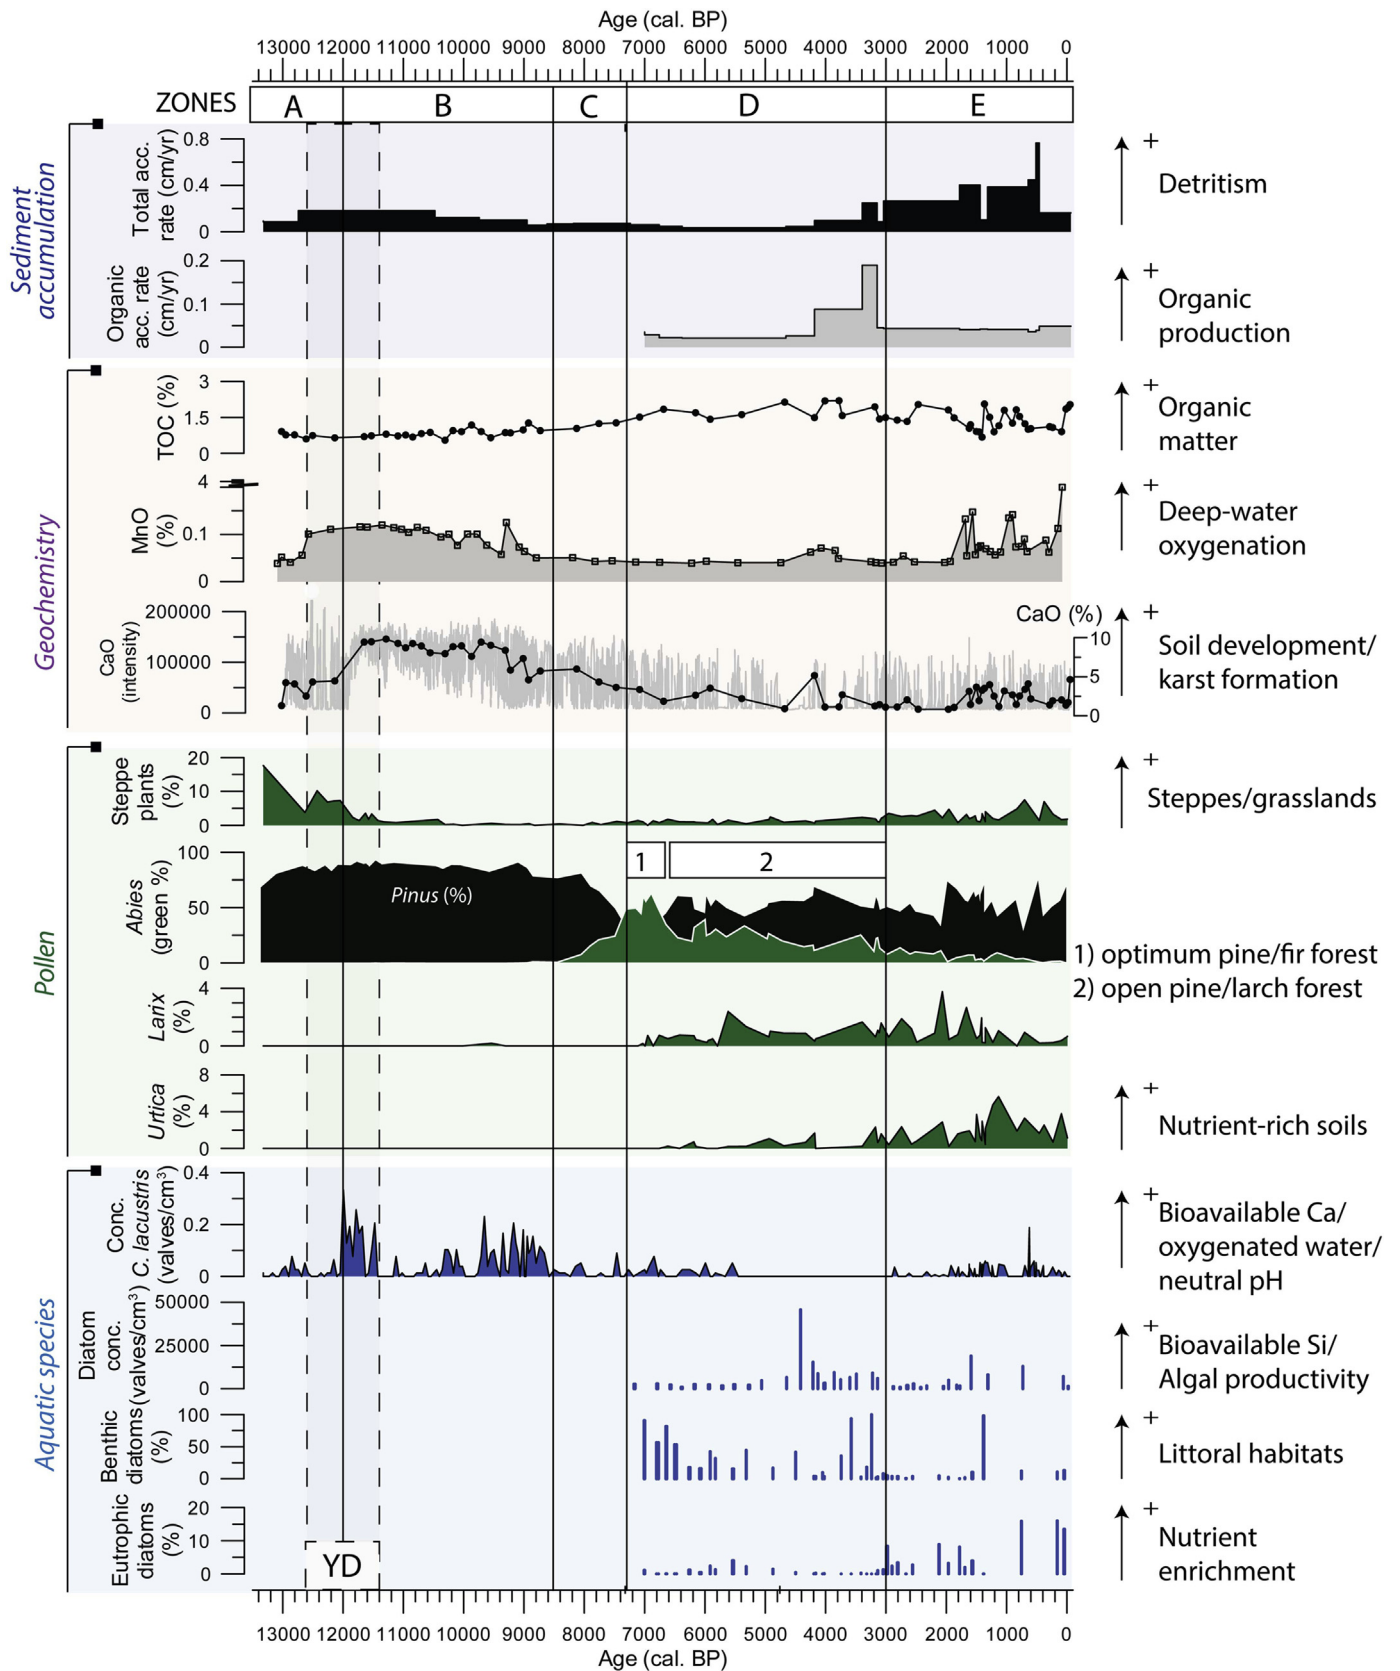 Age (cal. BP)
13000 12000 11000 10000 9000 8000 7000 6000 5000 4000 3000 2000 1000 0
ZONES A B C D E
Sediment
accumulation
Total acc.
rate (cm/yr)
0.8
0.4
0
+
Detritism
Organic
acc. rate
(cm/yr)
0.2
0.1
0
+
Organic
production
Geochemistry
TOC (%)
3
1.5
0
+
Organic
matter
MnO
(%)
4
0.1
0
+
Deep-water
oxygenation
CaO
(intensity)
200000
100000
0
CaO (%)
10
5
0
+
Soil development/
karst formation
Pollen
Steppe
plants
(%)
20
10
0
+
Steppes/grasslands
Abies
(green %)
100
50
0
Pinus (%)
1
2
1) optimum pine/fir forest
2) open pine/larch forest
Larix
(%)
4
0
Urtica
(%)
8
4
0
+
Nutrient-rich soils
Aquatic species
Conc.
C. lacustris
(valves/cm³)
0.4
0.2
0
+
Bioavailable Ca/
oxygenated water/
neutral pH
Diatom
conc.
(valves/cm³)
50000
25000
0
+
Bioavailable Si/
Algal productivity
Benthic
diatoms
(%)
100
50
0
+
Littoral habitats
Eutrophic
diatoms
(%)
20
10
0
+
Nutrient
enrichment
YD
13000 12000 11000 10000 9000 8000 7000 6000 5000 4000 3000 2000 1000 0
Age (cal. BP)